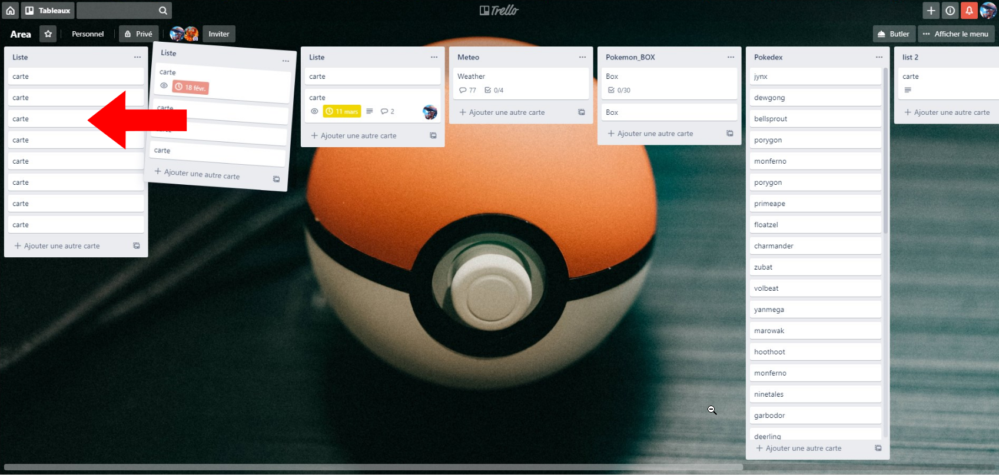 Tableaux
Trello
Area
Personnel
Privé
Inviter
Butler
Afficher le menu
Liste
carte
carte
carte
carte
carte
carte
carte
carte
Ajouter une autre carte
Liste
carte
18 févr.
carte
carte
Ajouter une autre carte
Liste
carte
carte
11 mars
2
Ajouter une autre carte
Meteo
Weather
77
0/4
Ajouter une autre carte
Pokemon_BOX
Box
0/30
Box
Ajouter une autre carte
Pokedex
jynx
dewgong
bellsprout
porygon
monferno
porygon
primeape
floatzel
charmander
zubat
volbeat
yanmega
marowak
hoothoot
monferno
ninetales
garbodor
deerling
Ajouter une autre carte
list 2
carte
Ajouter une autre carte